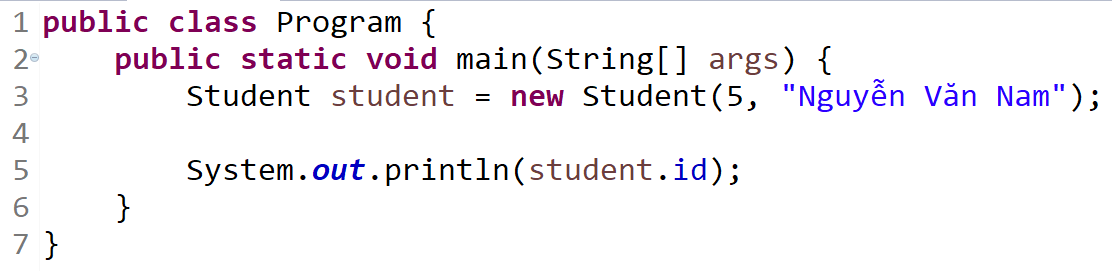 1 public class Program {
2 public static void main(String[] args) {
3 Student student = new Student(5, "Nguyễn Văn Nam");
4
5 System.out.println(student.id);
6 }
7 }